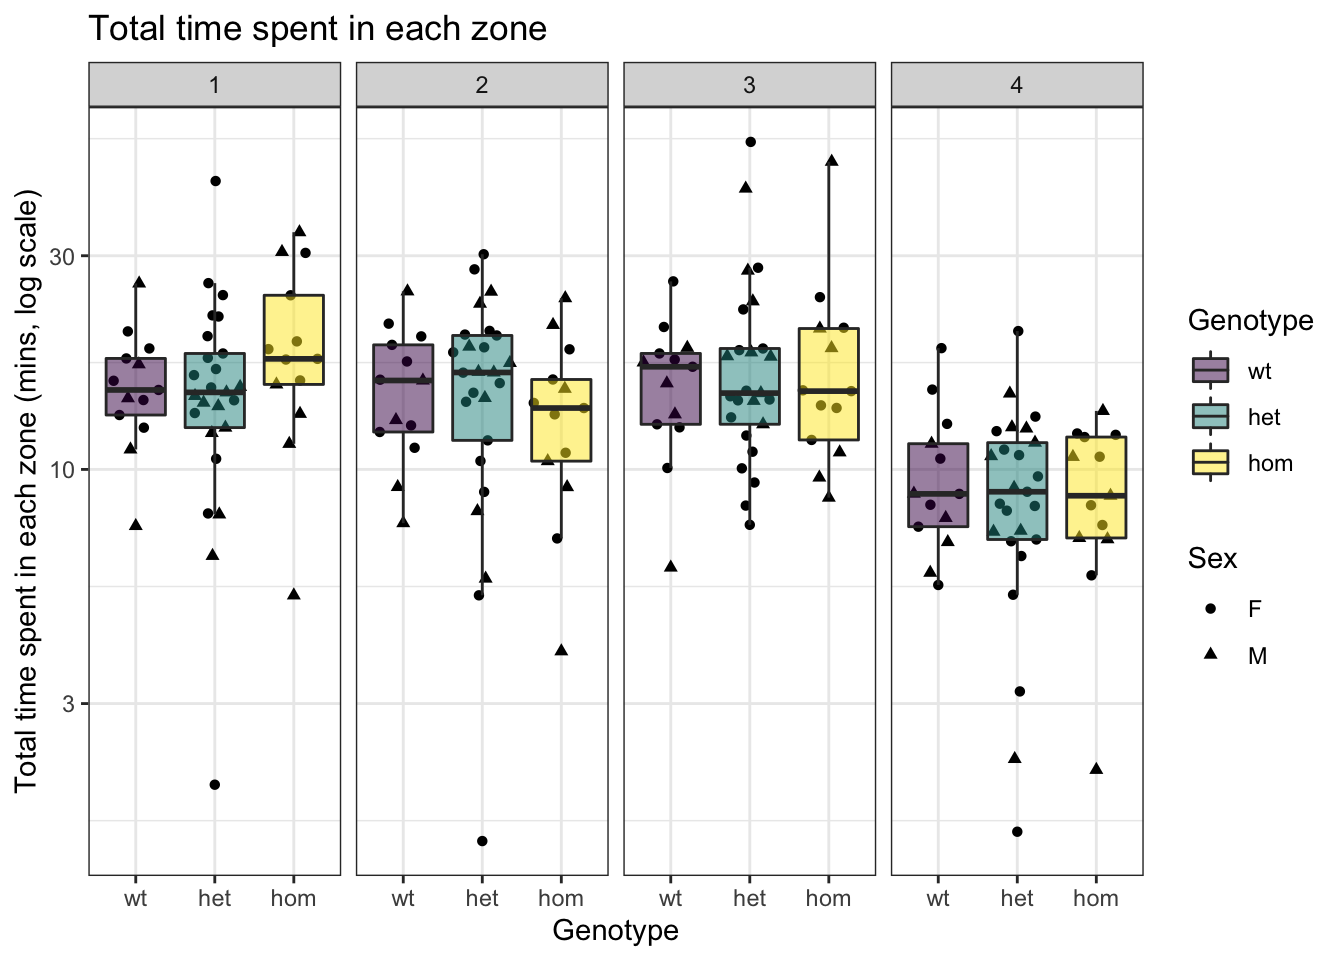 Total time spent in each zone
1 2 3 4
Total time spent in each zone (mins, log scale)
30
10
3
wt het hom wt het hom wt het hom wt het hom
Genotype
Genotype
wt
het
hom
Sex
F
M